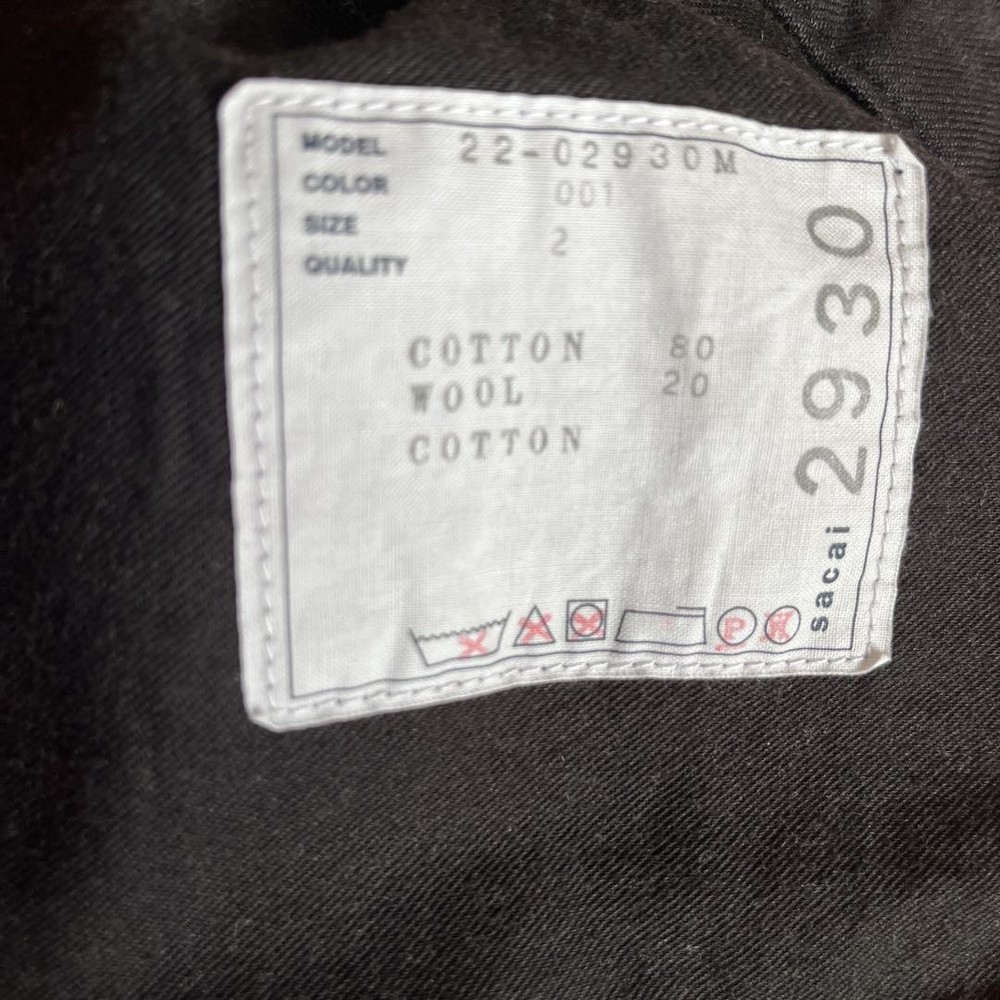 MODEL 22-02930M
COLOR 001
SIZE 2
QUALITY
COTTON 80
WOOL 20
COTTON
P
sacai 2930